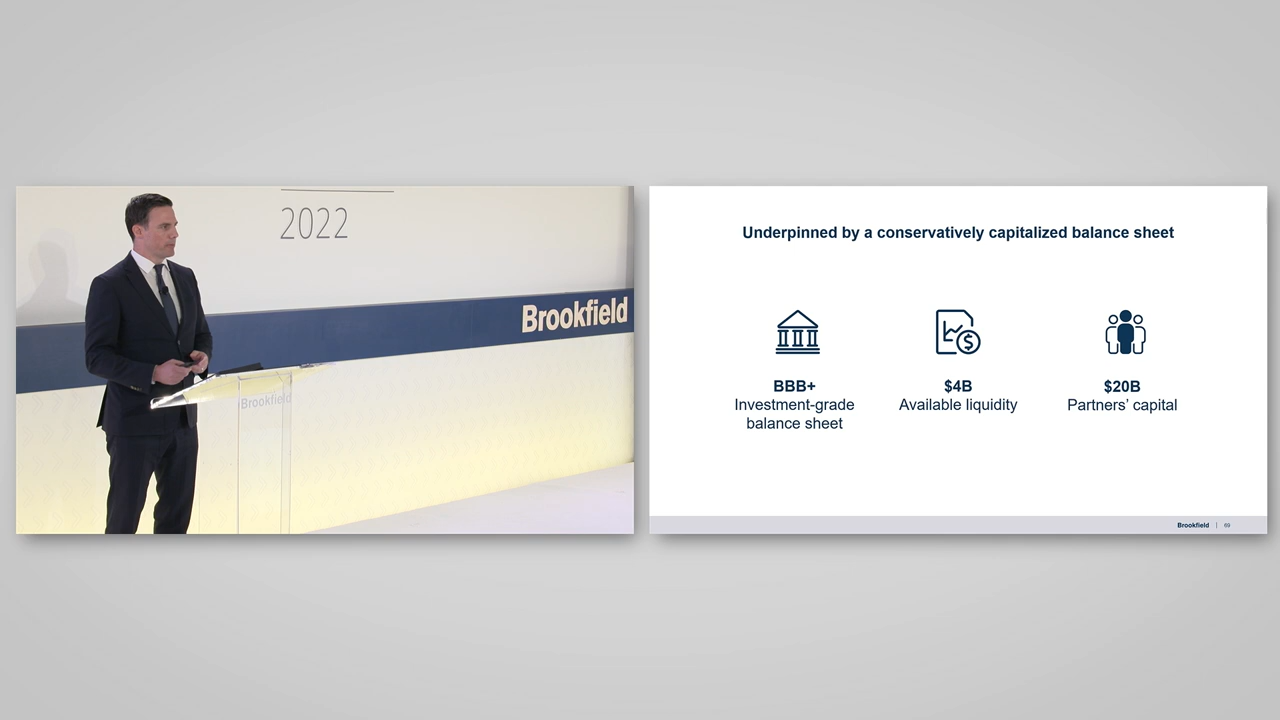 2022
Brookfield
Brookfield
Underpinned by a conservatively capitalized balance sheet
BBB+
Investment-grade
balance sheet
$4B
Available liquidity
$20B
Partners’ capital
Brookfield | 69